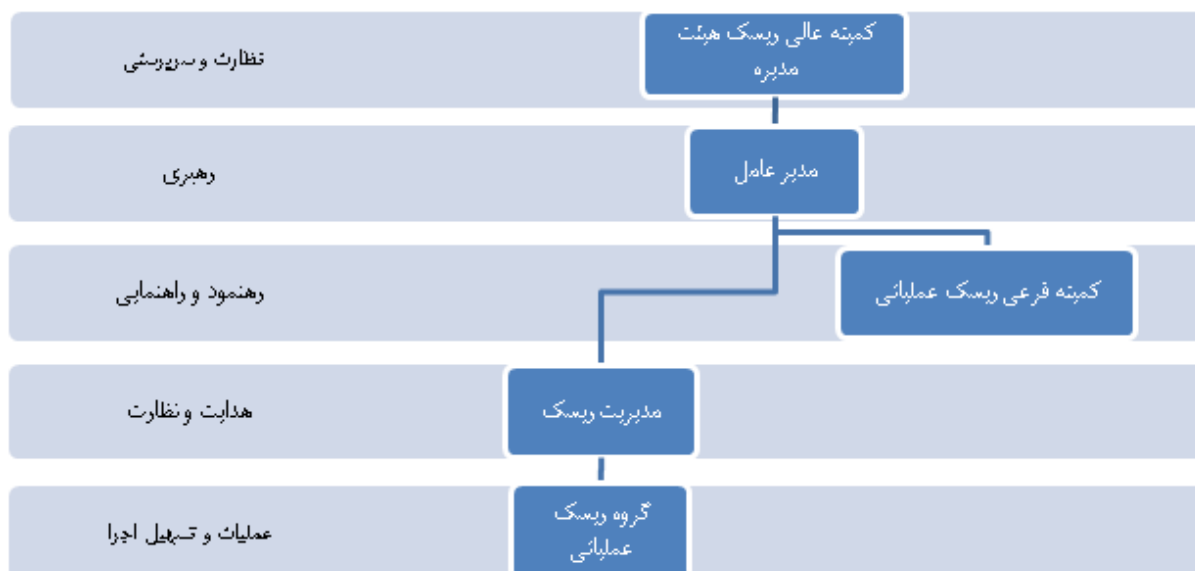 کمیته عالی ریسک هیئت
مدیره
نظارت و سرپرستی
مدیر عامل
رهبری
کمیته فرعی ریسک عملیاتی
رهنمود و راهنمایی
مدیریت ریسک
هدایت و نظارت
گروه ریسک
عملیاتی
عملیات و تسهیل اجرا